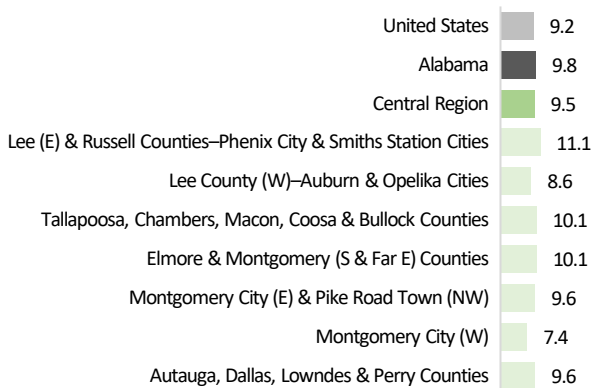 United States 9.2
Alabama 9.8
Central Region 9.5
Lee (E) & Russell Counties–Phenix City & Smiths Station Cities 11.1
Lee County (W)–Auburn & Opelika Cities 8.6
Tallapoosa, Chambers, Macon, Coosa & Bullock Counties 10.1
Elmore & Montgomery (S & Far E) Counties 10.1
Montgomery City (E) & Pike Road Town (NW) 9.6
Montgomery City (W) 7.4
Autauga, Dallas, Lowndes & Perry Counties 9.6